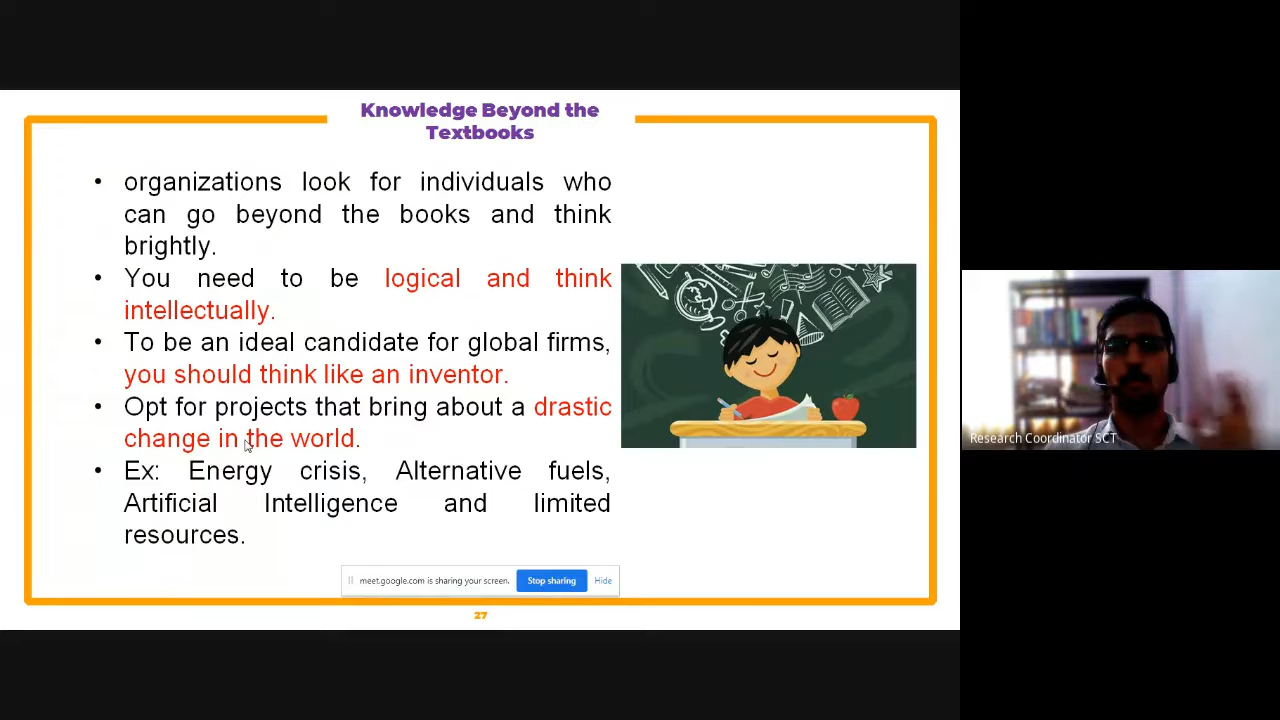 Knowledge Beyond the
Textbooks
• organizations look for individuals who
can go beyond the books and think
brightly.
• You need to be logical and think
intellectually.
• To be an ideal candidate for global firms,
you should think like an inventor.
• Opt for projects that bring about a drastic
change in the world.
• Ex: Energy crisis, Alternative fuels,
Artificial Intelligence and limited
resources.
meet.google.com is sharing your screen. Stop sharing Hide
27
Research Coordinator SCT